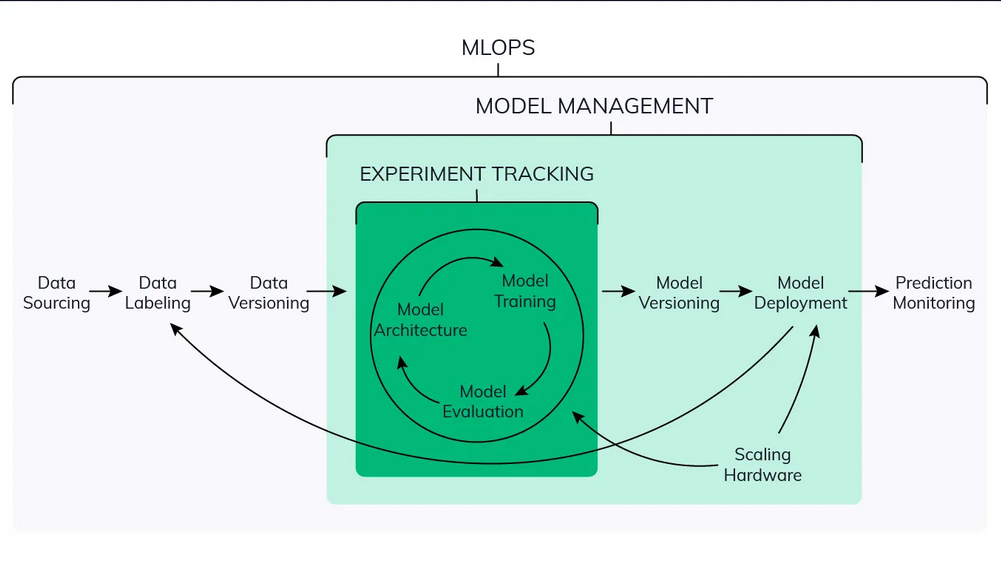 MLOPS
MODEL MANAGEMENT
EXPERIMENT TRACKING
Data
Sourcing
Data
Labeling
Data
Versioning
Model
Architecture
Model
Training
Model
Evaluation
Model
Versioning
Model
Deployment
Prediction
Monitoring
Scaling
Hardware